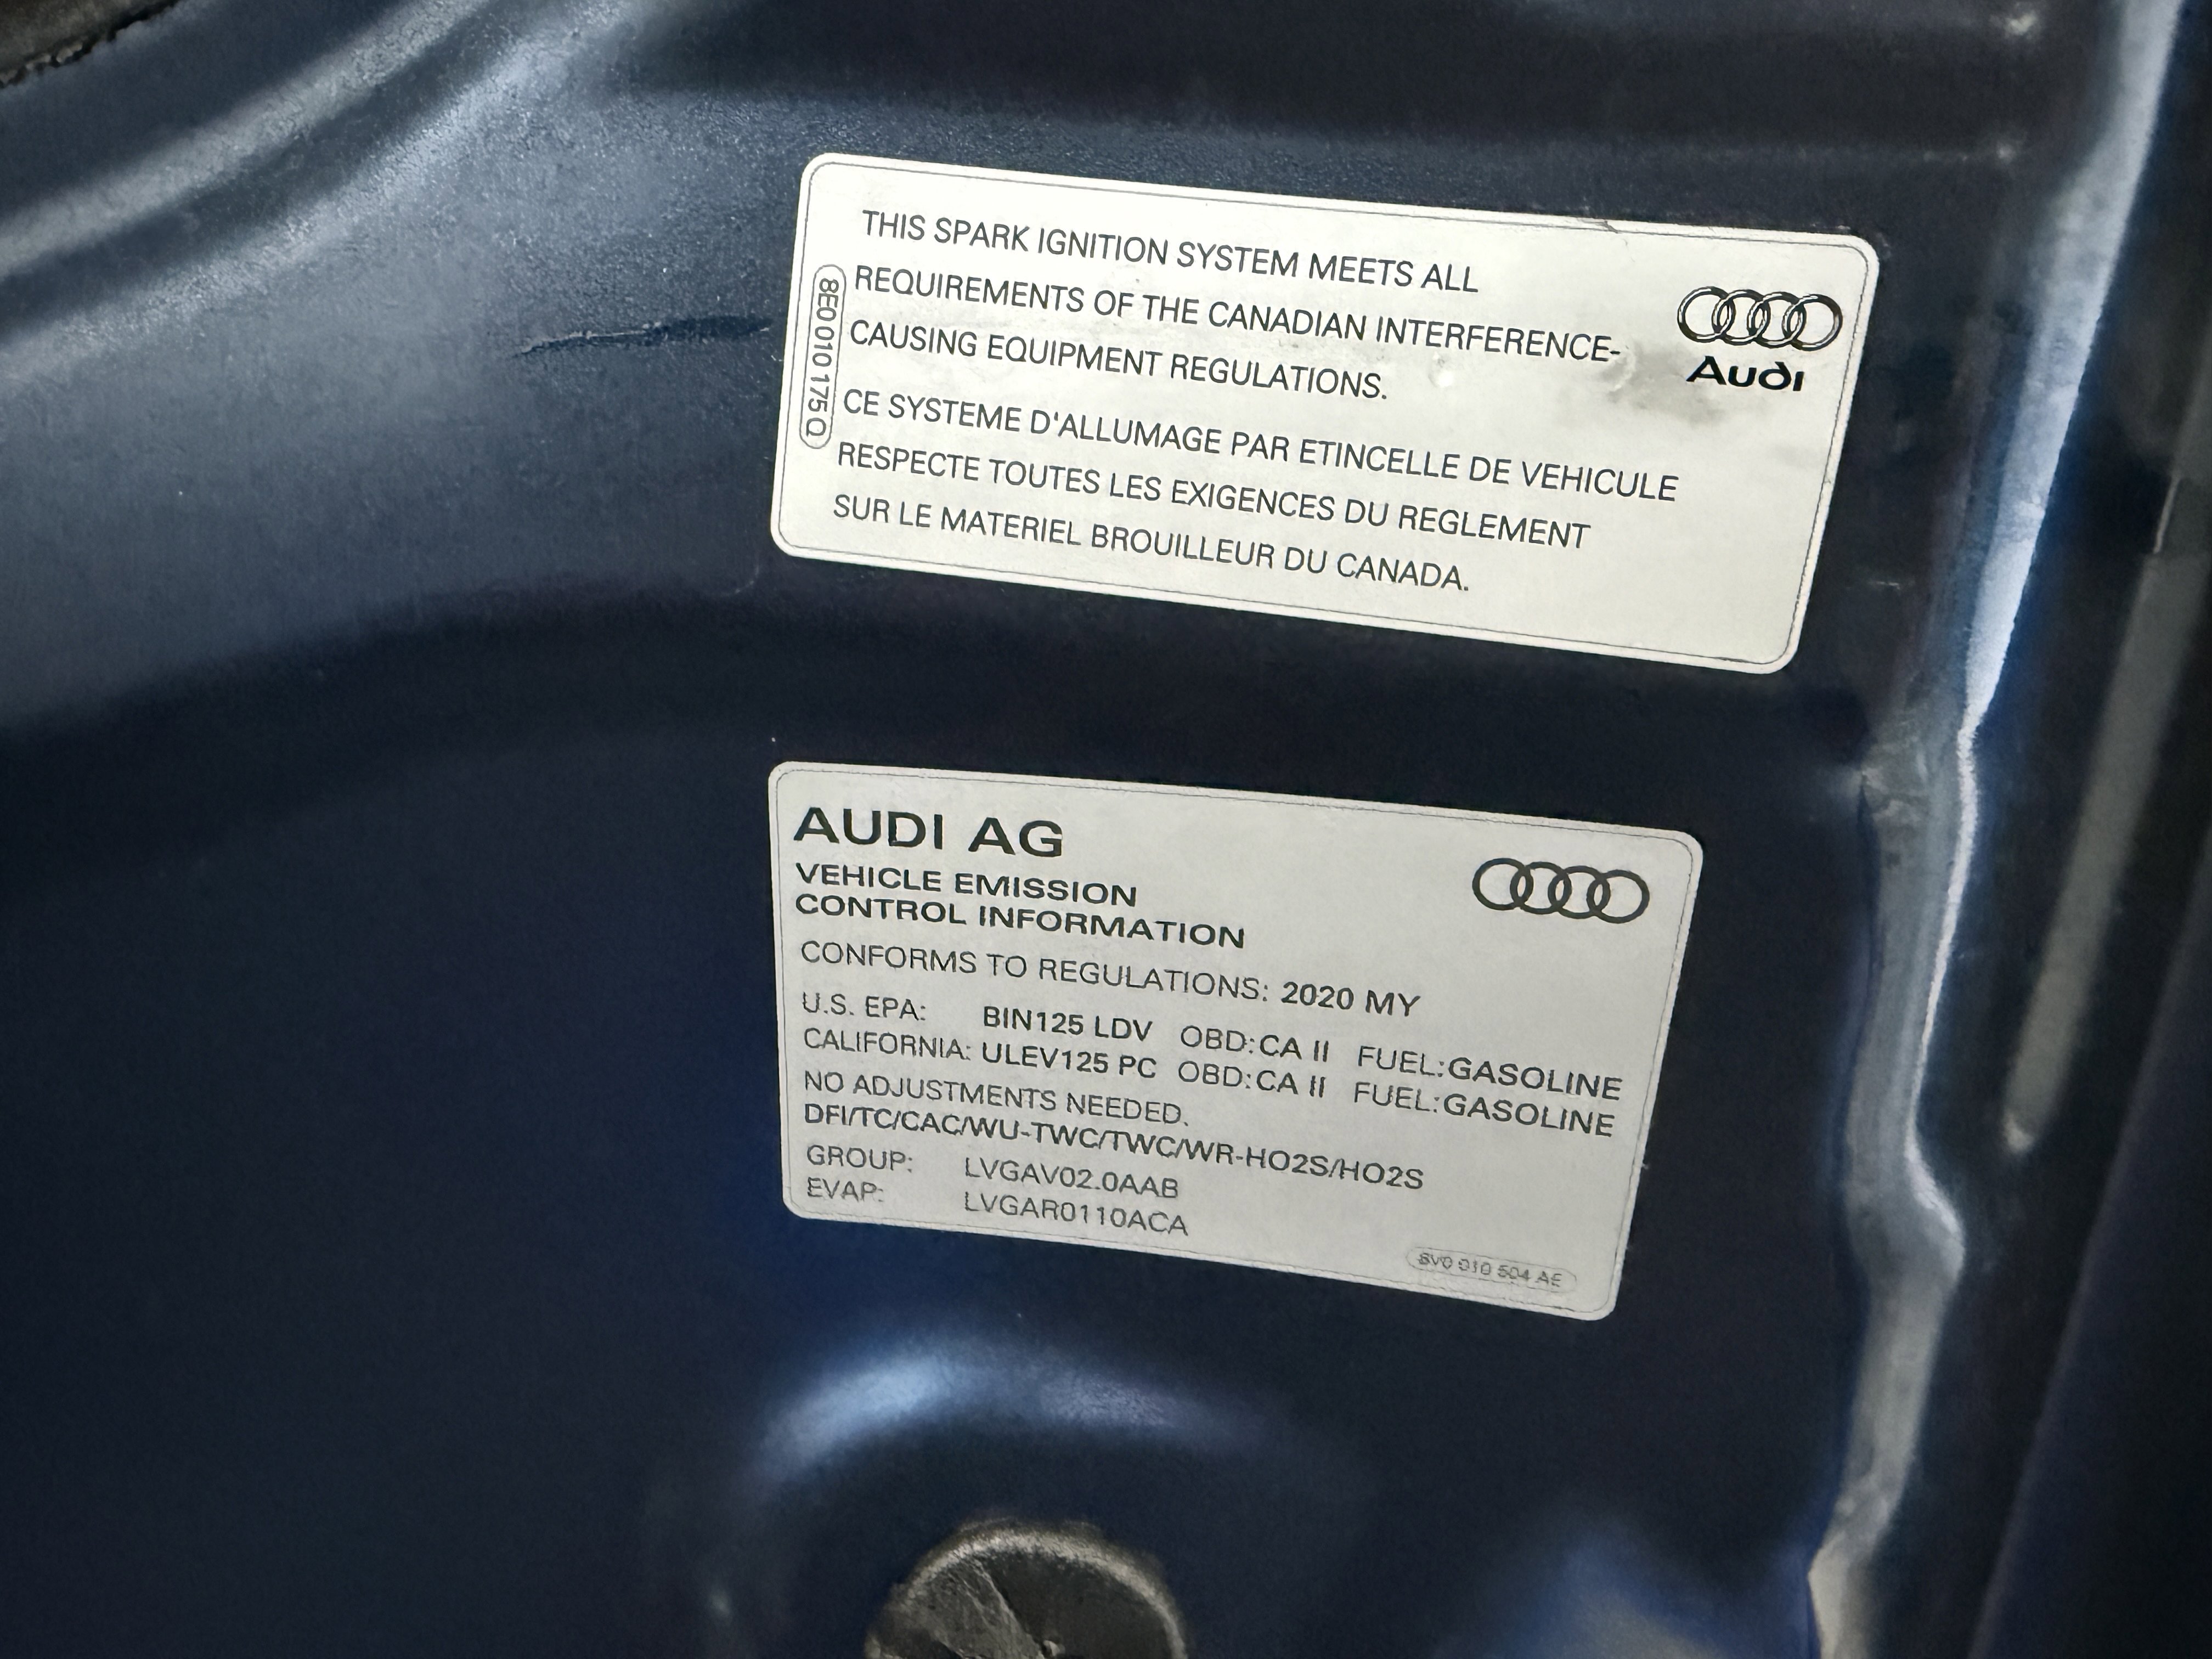 THIS SPARK IGNITION SYSTEM MEETS ALL
REQUIREMENTS OF THE CANADIAN INTERFERENCE-
CAUSING EQUIPMENT REGULATIONS.
CE SYSTEME D'ALLUMAGE PAR ETINCELLE DE VEHICULE
RESPECTE TOUTES LES EXIGENCES DU REGLEMENT
SUR LE MATERIEL BROUILLEUR DU CANADA.
8E0 010 175 Q
Audi
AUDI AG
VEHICLE EMISSION
CONTROL INFORMATION
CONFORMS TO REGULATIONS: 2020 MY
U.S. EPA: BIN125 LDV OBD:CA II FUEL:GASOLINE
CALIFORNIA: ULEV125 PC OBD:CA II FUEL:GASOLINE
NO ADJUSTMENTS NEEDED.
DFI/TC/CAC/WU-TWC/TWC/WR-HO2S/HO2S
GROUP: LVGAV02.0AAB
EVAP: LVGAR0110ACA
010 504 AE